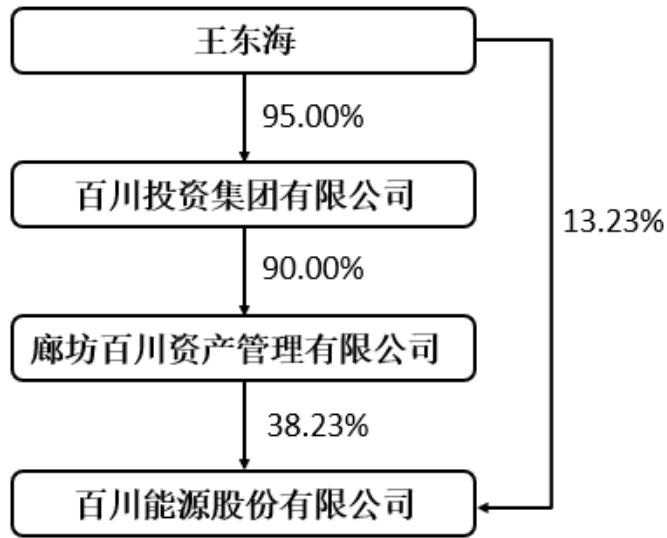 王东海
95.00%
百川投资集团有限公司
13.23%
90.00%
廊坊百川资产管理有限公司
38.23%
百川能源股份有限公司